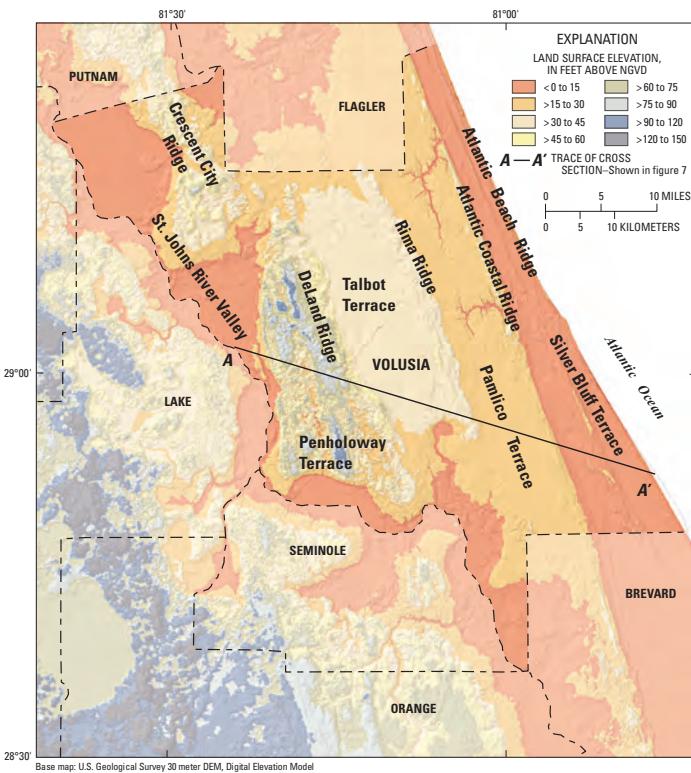 81°30'
81°00'
EXPLANATION
LAND SURFACE ELEVATION,
IN FEET ABOVE NGVD
<0 to 15
>60 to 75
>15 to 30
>75 to 90
>30 to 45
>90 to 120
>45 to 60
>120 to 150
A — A' TRACE OF CROSS
SECTION–Shown in figure 7
0 5 10 MILES
0 5 10 KILOMETERS
PUTNAM
FLAGLER
Crescent City
Ridge
Atlantic Beach Ridge
Atlantic Coastal Ridge
St. Johns River Valley
Rima Ridge
DeLand Ridge
Talbot
Terrace
VOLUSIA
Atlantic Ocean
A
29°00'
LAKE
Silver Bluff Terrace
Pamlico
Terrace
Penholoway
Terrace
A'
SEMINOLE
BREVARD
ORANGE
28°30'
Base map: U.S. Geological Survey 30 meter DEM, Digital Elevation Model